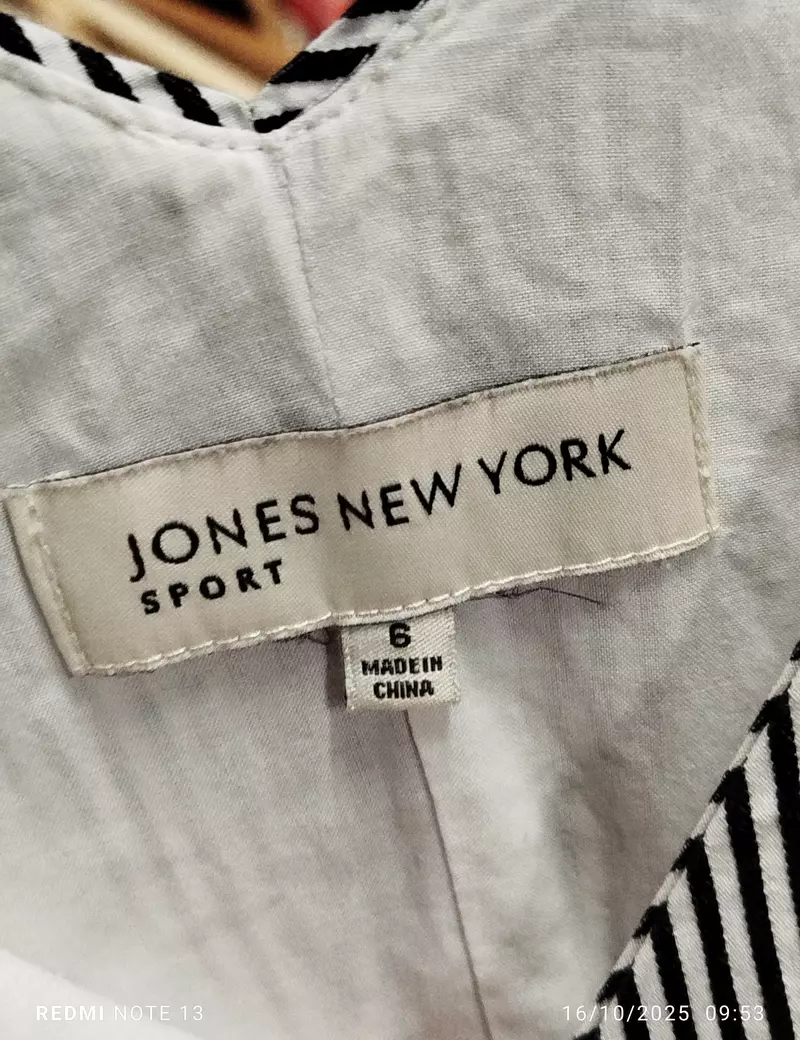 JONES NEW YORK
SPORT
6
MADE IN
CHINA
REDMI NOTE 13
16/10/2025 09:53